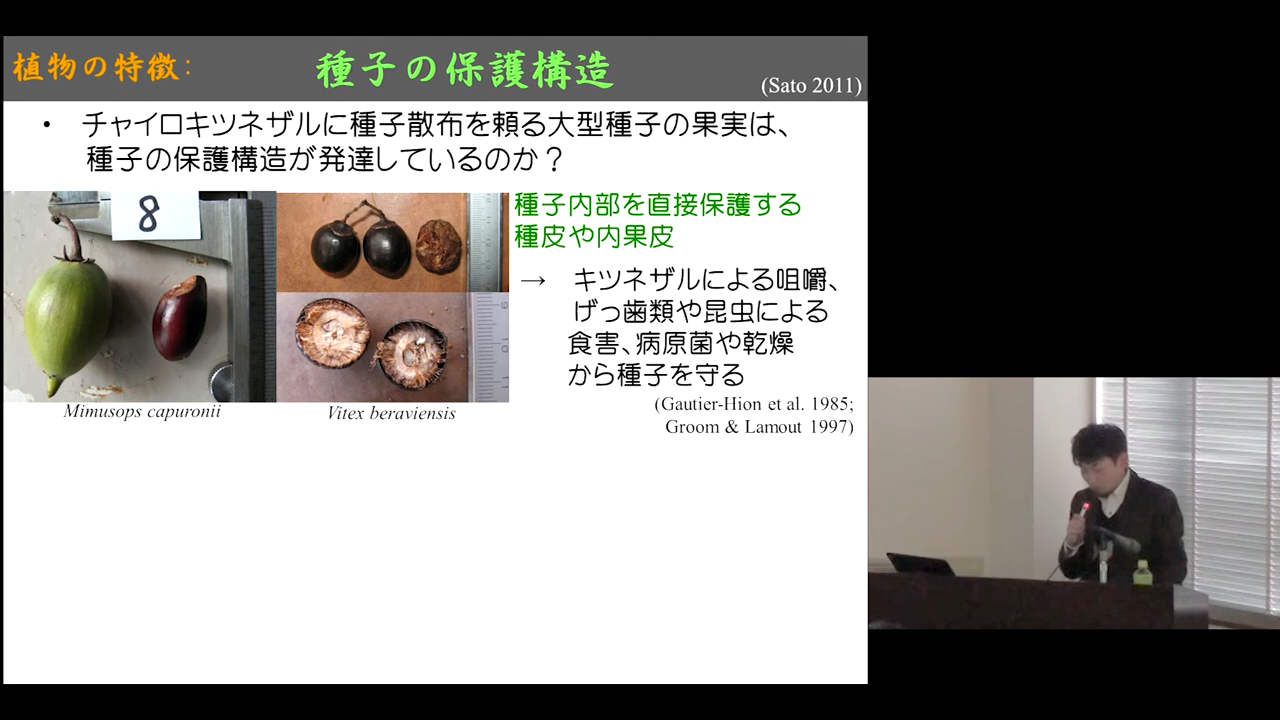 植物の特徴:
種子の保護構造
(Sato 2011)
• チャイロキツネザルに種子散布を頼る大型種子の果実は、
種子の保護構造が発達しているのか？
8
種子内部を直接保護する
種皮や内果皮
→ キツネザルによる咀嚼、
げっ歯類や昆虫による
食害、病原菌や乾燥
から種子を守る
(Gautier-Hion et al. 1985;
Groom & Lamout 1997)
Mimusops capuronii
Vitex beraviensis